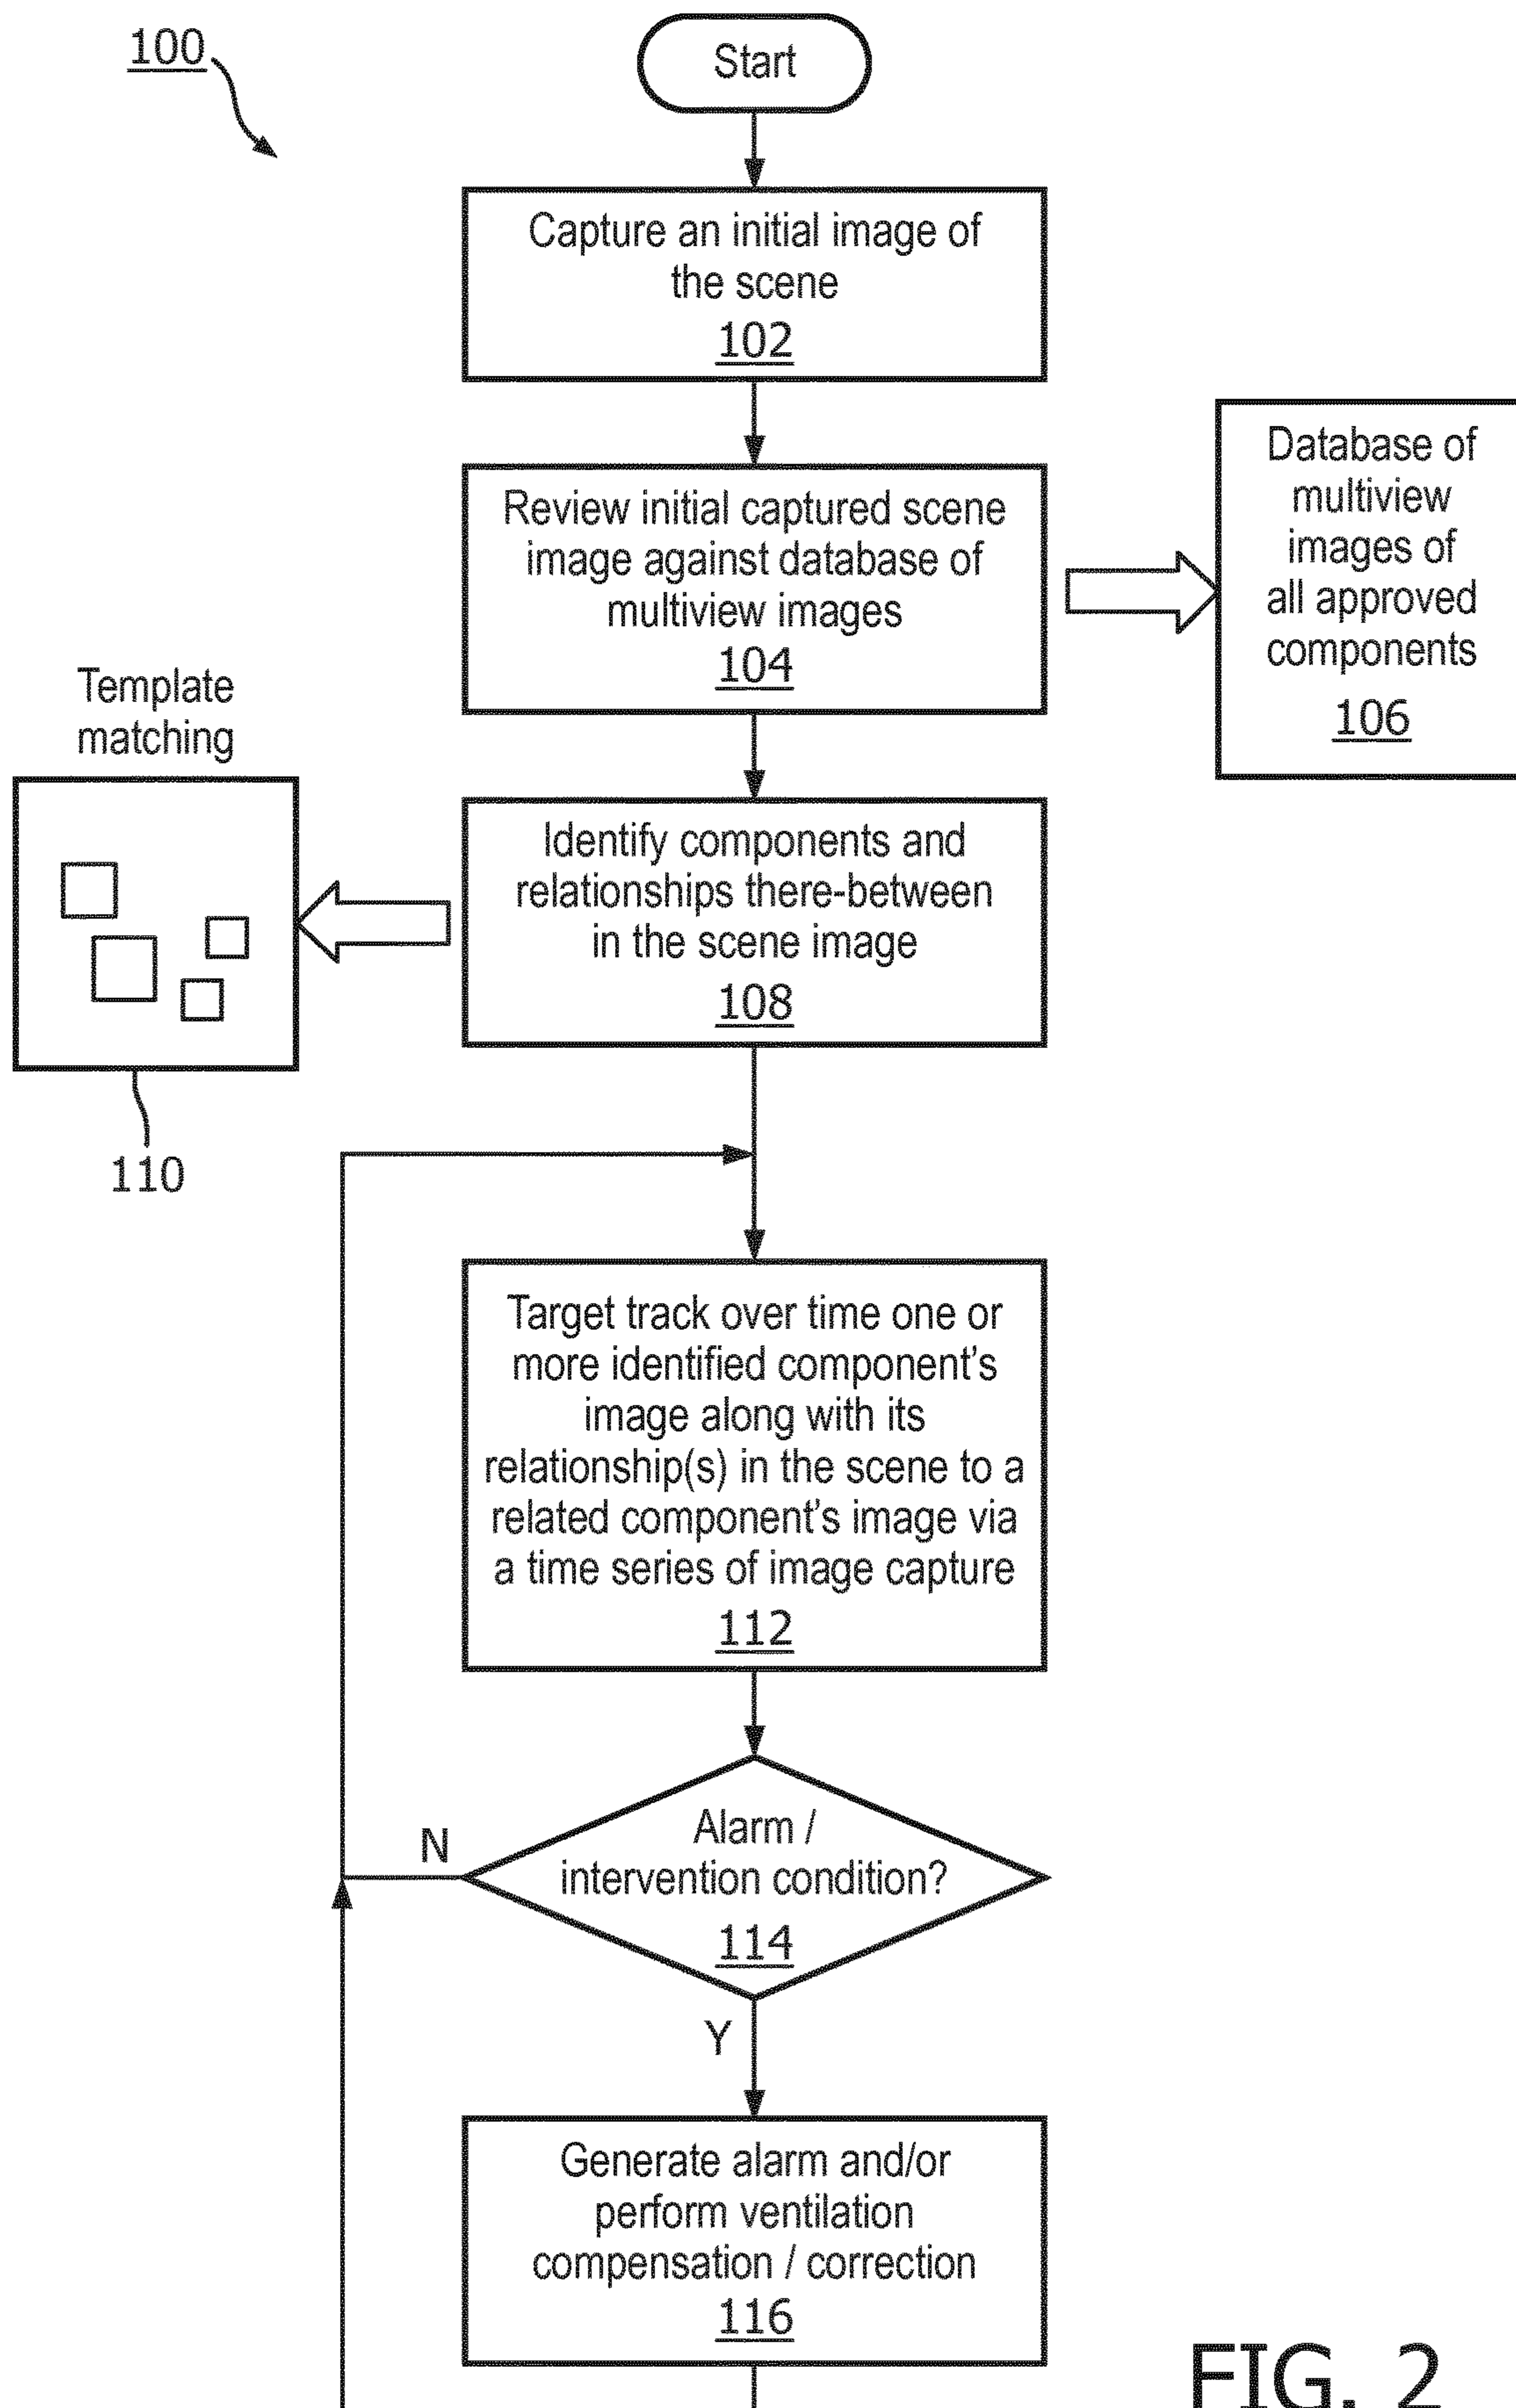 100
Start
Capture an initial image of
the scene
102
Review initial captured scene
image against database of
multiview images
104
Database of
multiview
images of
all approved
components
106
Template
matching
Identify components and
relationships there-between
in the scene image
108
110
Target track over time one or
more identified component's
image along with its
relationship(s) in the scene to a
related component's image via
a time series of image capture
112
Alarm /
intervention condition?
114
N
Y
Generate alarm and/or
perform ventilation
compensation / correction
116
FIG. 2